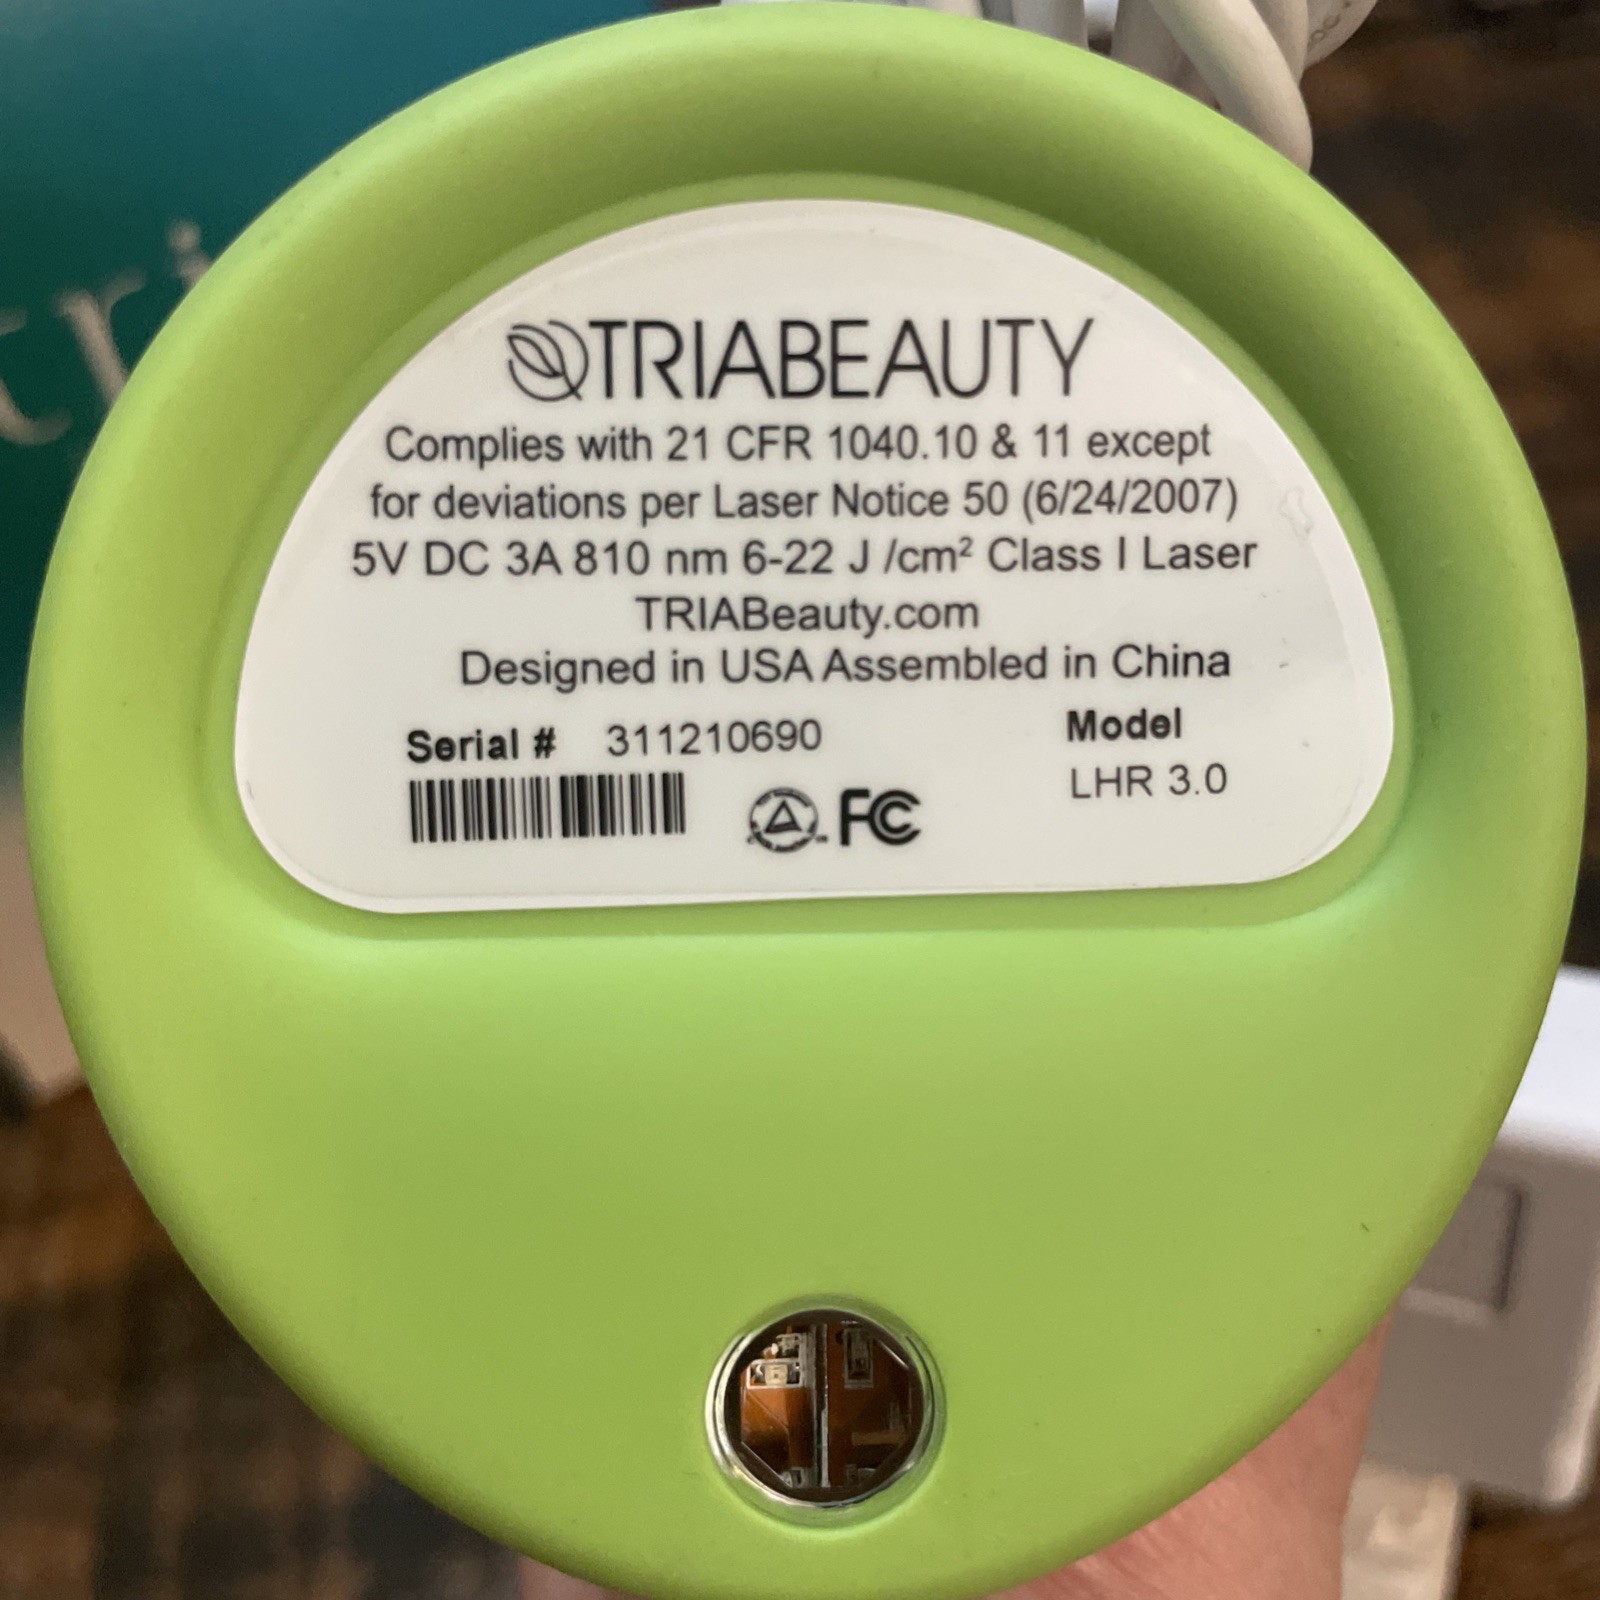 tri
TRIABEAUTY
Complies with 21 CFR 1040.10 & 11 except
for deviations per Laser Notice 50 (6/24/2007)
5V DC 3A 810 nm 6-22 J /cm² Class I Laser
TRIABeauty.com
Designed in USA Assembled in China
Serial # 311210690
Model
LHR 3.0
FC